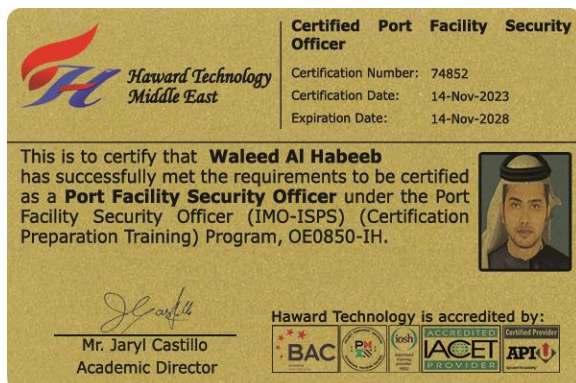 Haward Technology
Middle East
Certified Port Facility Security
Officer
Certification Number: 74852
Certification Date: 14-Nov-2023
Expiration Date: 14-Nov-2028
This is to certify that Waleed Al Habeeb
has successfully met the requirements to be certified
as a Port Facility Security Officer under the Port
Facility Security Officer (IMO-ISPS) (Certification
Preparation Training) Program, OE0850-IH.
Mr. Jaryl Castillo
Academic Director
Haward Technology is accredited by:
BAC
iosh
ACCREDITED
IACET
PROVIDER
Certified Provider
API